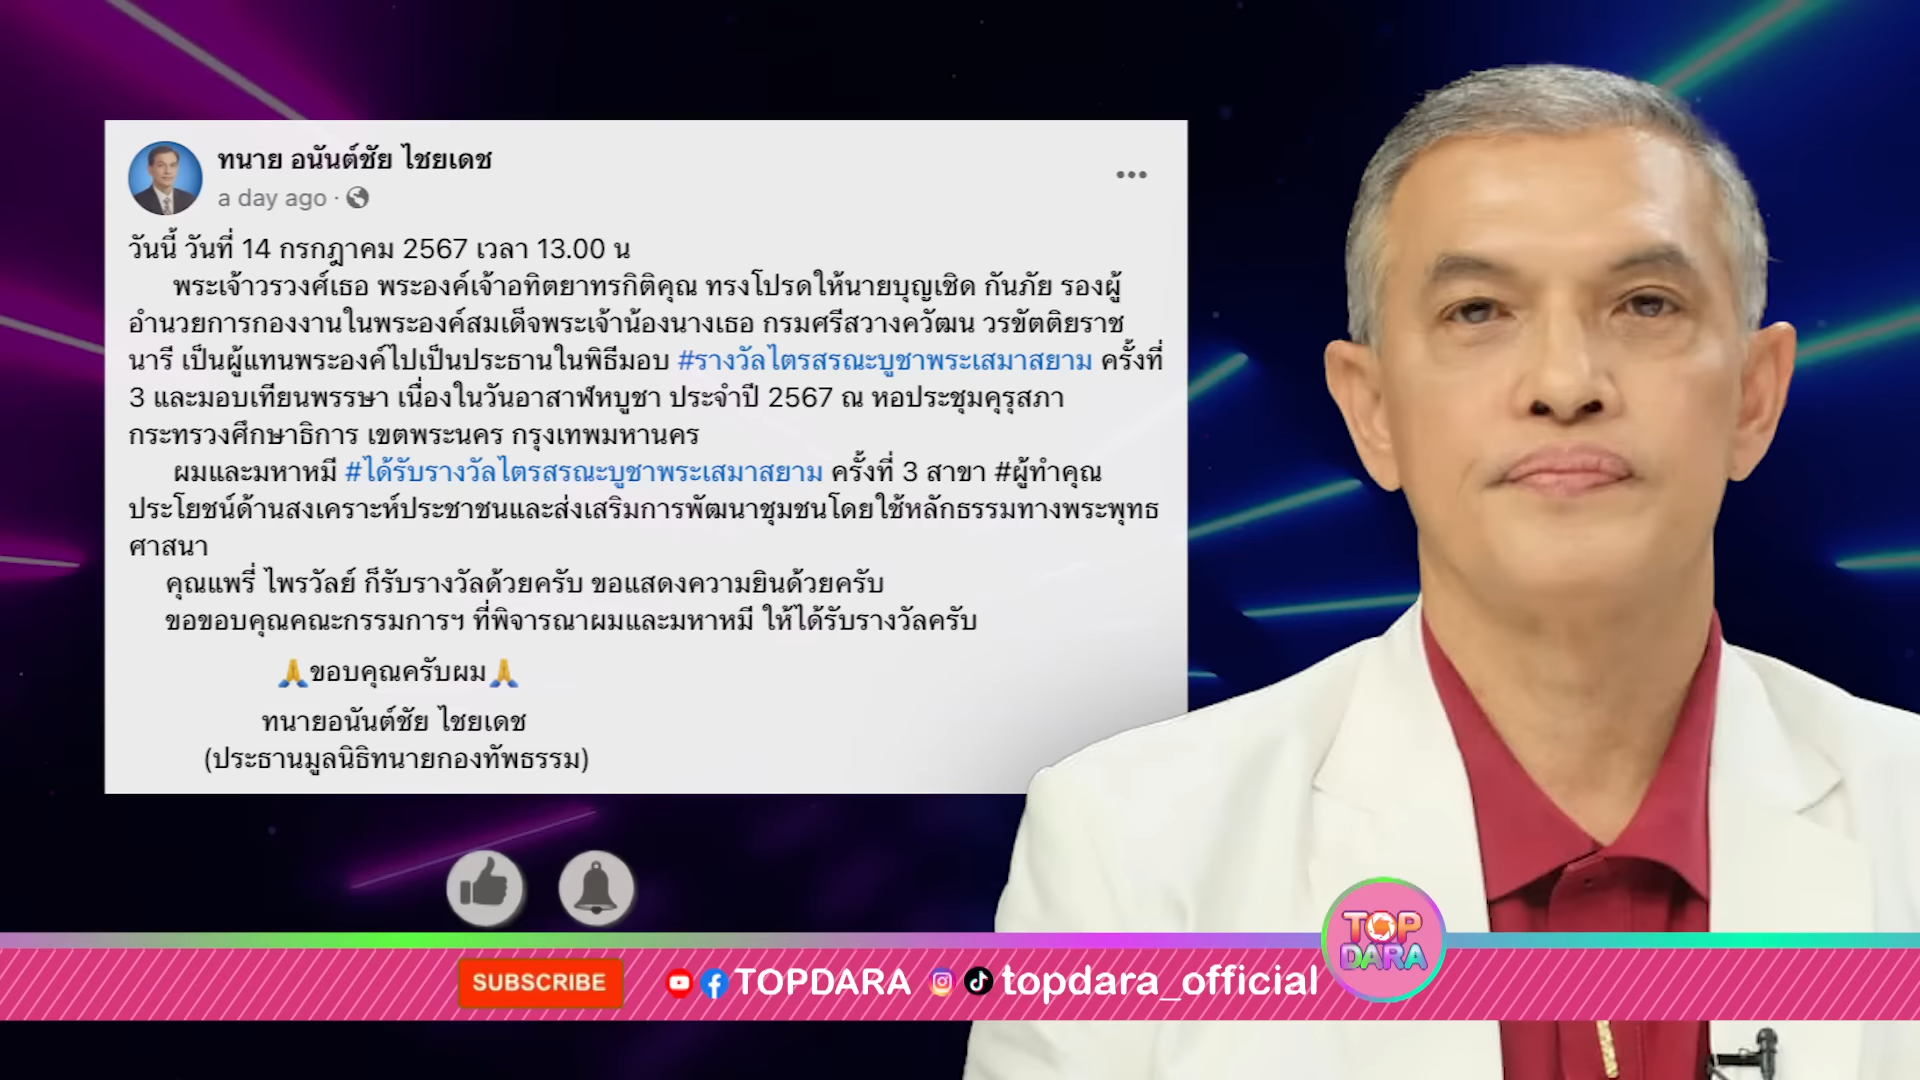 ทนาย อนันต์ชัย ไชยเดช
a day ago ·
วันนี้ วันที่ 14 กรกฎาคม 2567 เวลา 13.00 น
พระเจ้าวรวงศ์เธอ พระองค์เจ้าอทิตยาทรกิติคุณ ทรงโปรดให้นายบุญเชิด กันภัย รองผู้
อำนวยการกองงานในพระองค์สมเด็จพระเจ้าน้องนางเธอ กรมศรีสวางควัฒน วรขัตติยราช
นารี เป็นผู้แทนพระองค์ไปเป็นประธานในพิธีมอบ #รางวัลไตรสรณะบูชาพระเสมาสยาม ครั้งที่
3 และมอบเทียนพรรษา เนื่องในวันอาสาฬหบูชา ประจำปี 2567 ณ หอประชุมคุรุสภา
กระทรวงศึกษาธิการ เขตพระนคร กรุงเทพมหานคร
ผมและมหาหมี #ได้รับรางวัลไตรสรณะบูชาพระเสมาสยาม ครั้งที่ 3 สาขา #ผู้ทำคุณ
ประโยชน์ด้านสงเคราะห์ประชาชนและส่งเสริมการพัฒนาชุมชนโดยใช้หลักธรรมทางพระพุทธ
ศาสนา
คุณแพรี่ ไพรวัลย์ ก็รับรางวัลด้วยครับ ขอแสดงความยินด้วยครับ
ขอขอบคุณคณะกรรมการฯ ที่พิจารณาผมและมหาหมี ให้ได้รับรางวัลครับ
🙏ขอบคุณครับผม🙏
ทนายอนันต์ชัย ไชยเดช
(ประธานมูลนิธิทนายกองทัพธรรม)
SUBSCRIBE TOPDARA topdara_official
TOP
DARA